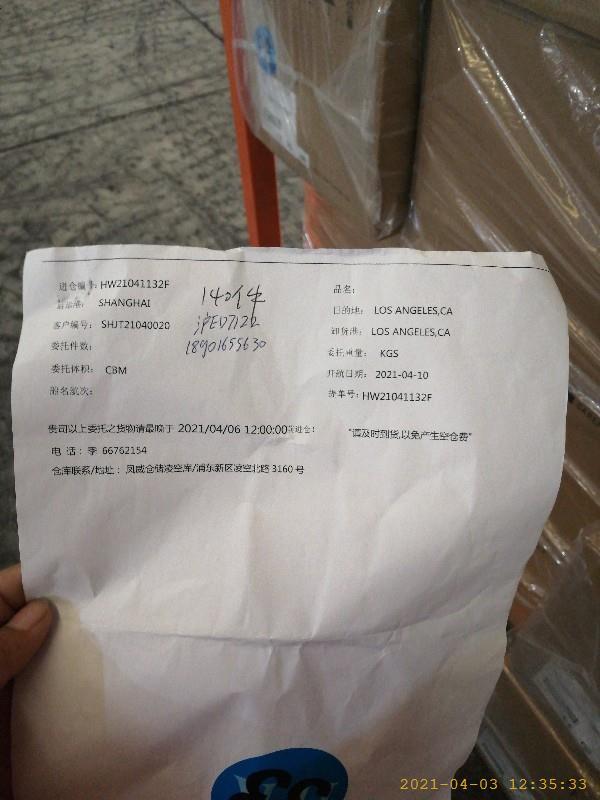 进仓编号: HW21041132F
品名:
启运港: SHANGHAI
目的地: LOS ANGELES,CA
客户编号: SHJT21040020
卸货港: LOS ANGELES,CA
委托件数:
委托重量: KGS
委托体积: CBM
开航日期: 2021-04-10
船名航次:
货单号: HW21041132F
140件
沪ED7122
18901655630
贵司以上委托之货物请最晚于 2021/04/06 12:00:00前进仓:
"请及时到货,以免产生空仓费"
电 话: 季 66762154
仓库联系/地址: 凤威仓储凌空库/浦东新区凌空北路 3160 号
2021-04-03 12:35:33